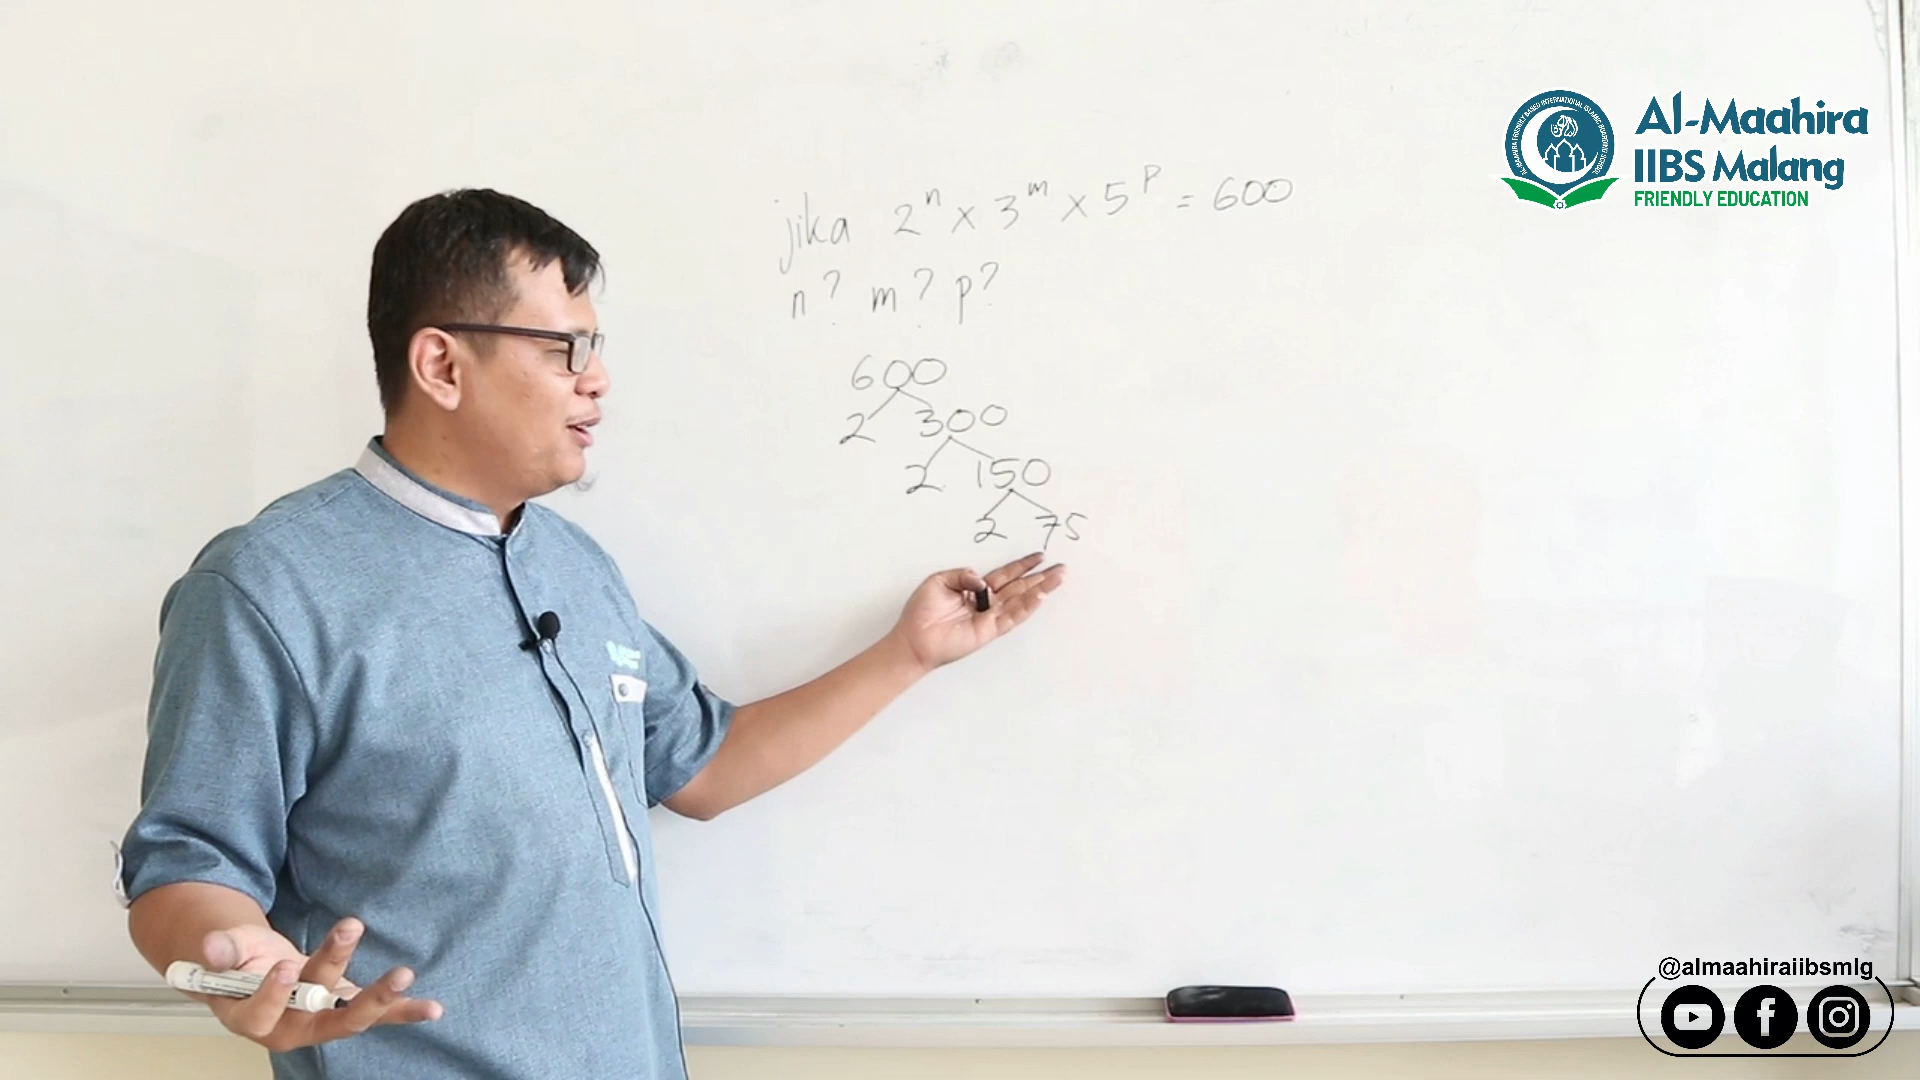 Al-Maahira
IIBS Malang
FRIENDLY EDUCATION
jika 2ⁿ x 3ᵐ x 5ᵖ = 600
n? m? p?
600
2 300
2 150
2 75
@almaahiraiibsmlg